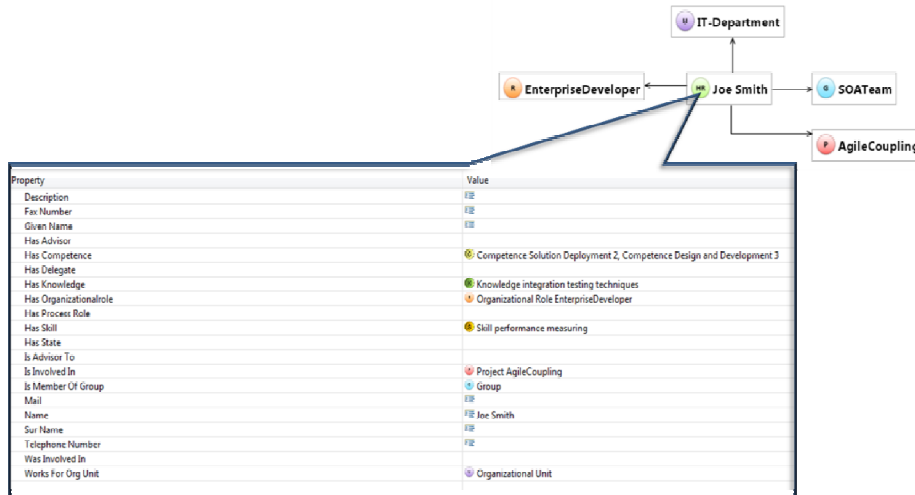 IT-Department
EnterpriseDeveloper
Joe Smith
SOATeam
AgileCoupling
Property Value
Description
Fax Number
Given Name
Has Advisor
Has Competence Competence Solution Deployment 2, Competence Design and Development 3
Has Delegate
Has Knowledge Knowledge integration testing techniques
Has Organizationalrole Organizational Role EnterpriseDeveloper
Has Process Role
Has Skill Skill performance measuring
Has State
Is Advisor To
Is Involved In Project AgileCoupling
Is Member Of Group Group
Mail
Name Joe Smith
Sur Name
Telephone Number
Was Involved In
Works For Org Unit Organizational Unit